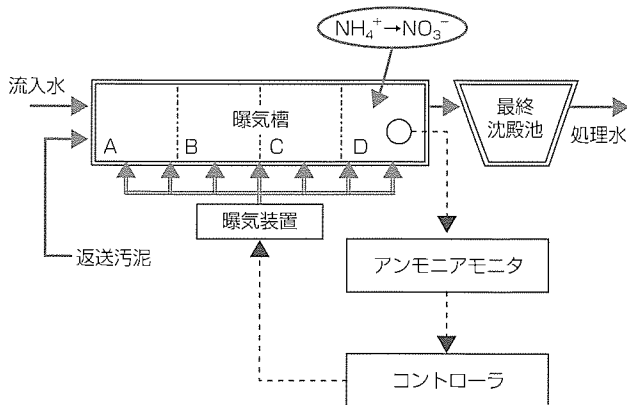 NH₄⁺→NO₃⁻
流入水
曝気槽
A
B
C
D
最終
沈殿池
処理水
曝気装置
返送汚泥
アンモニアモニタ
コントローラ